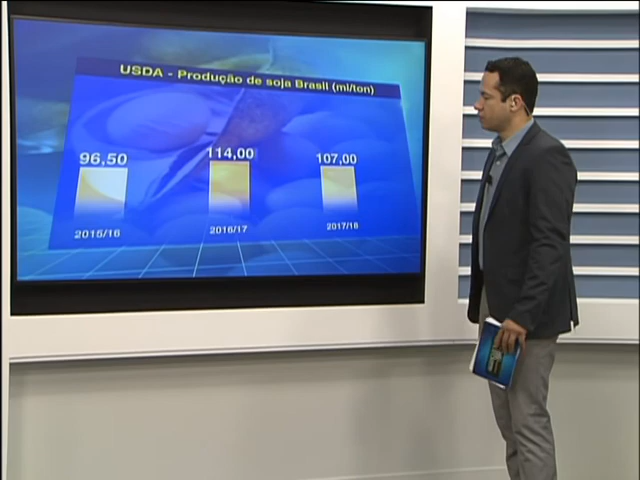 USDA - Produção de soja Brasil (mi/ton)
96,50 114,00 107,00
2015/16 2016/17 2017/18